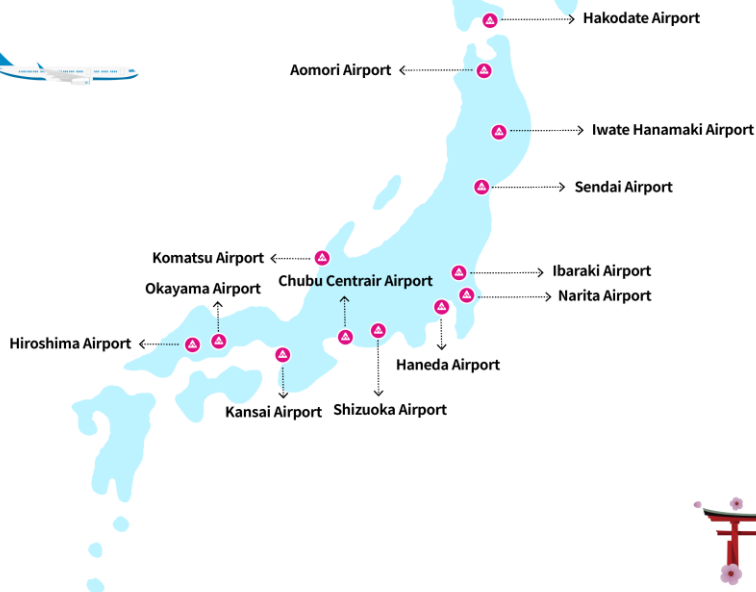 Hakodate Airport
Aomori Airport
Iwate Hanamaki Airport
Sendai Airport
Komatsu Airport
Ibaraki Airport
Chubu Centrair Airport
Okayama Airport
Narita Airport
Hiroshima Airport
Haneda Airport
Kansai Airport
Shizuoka Airport